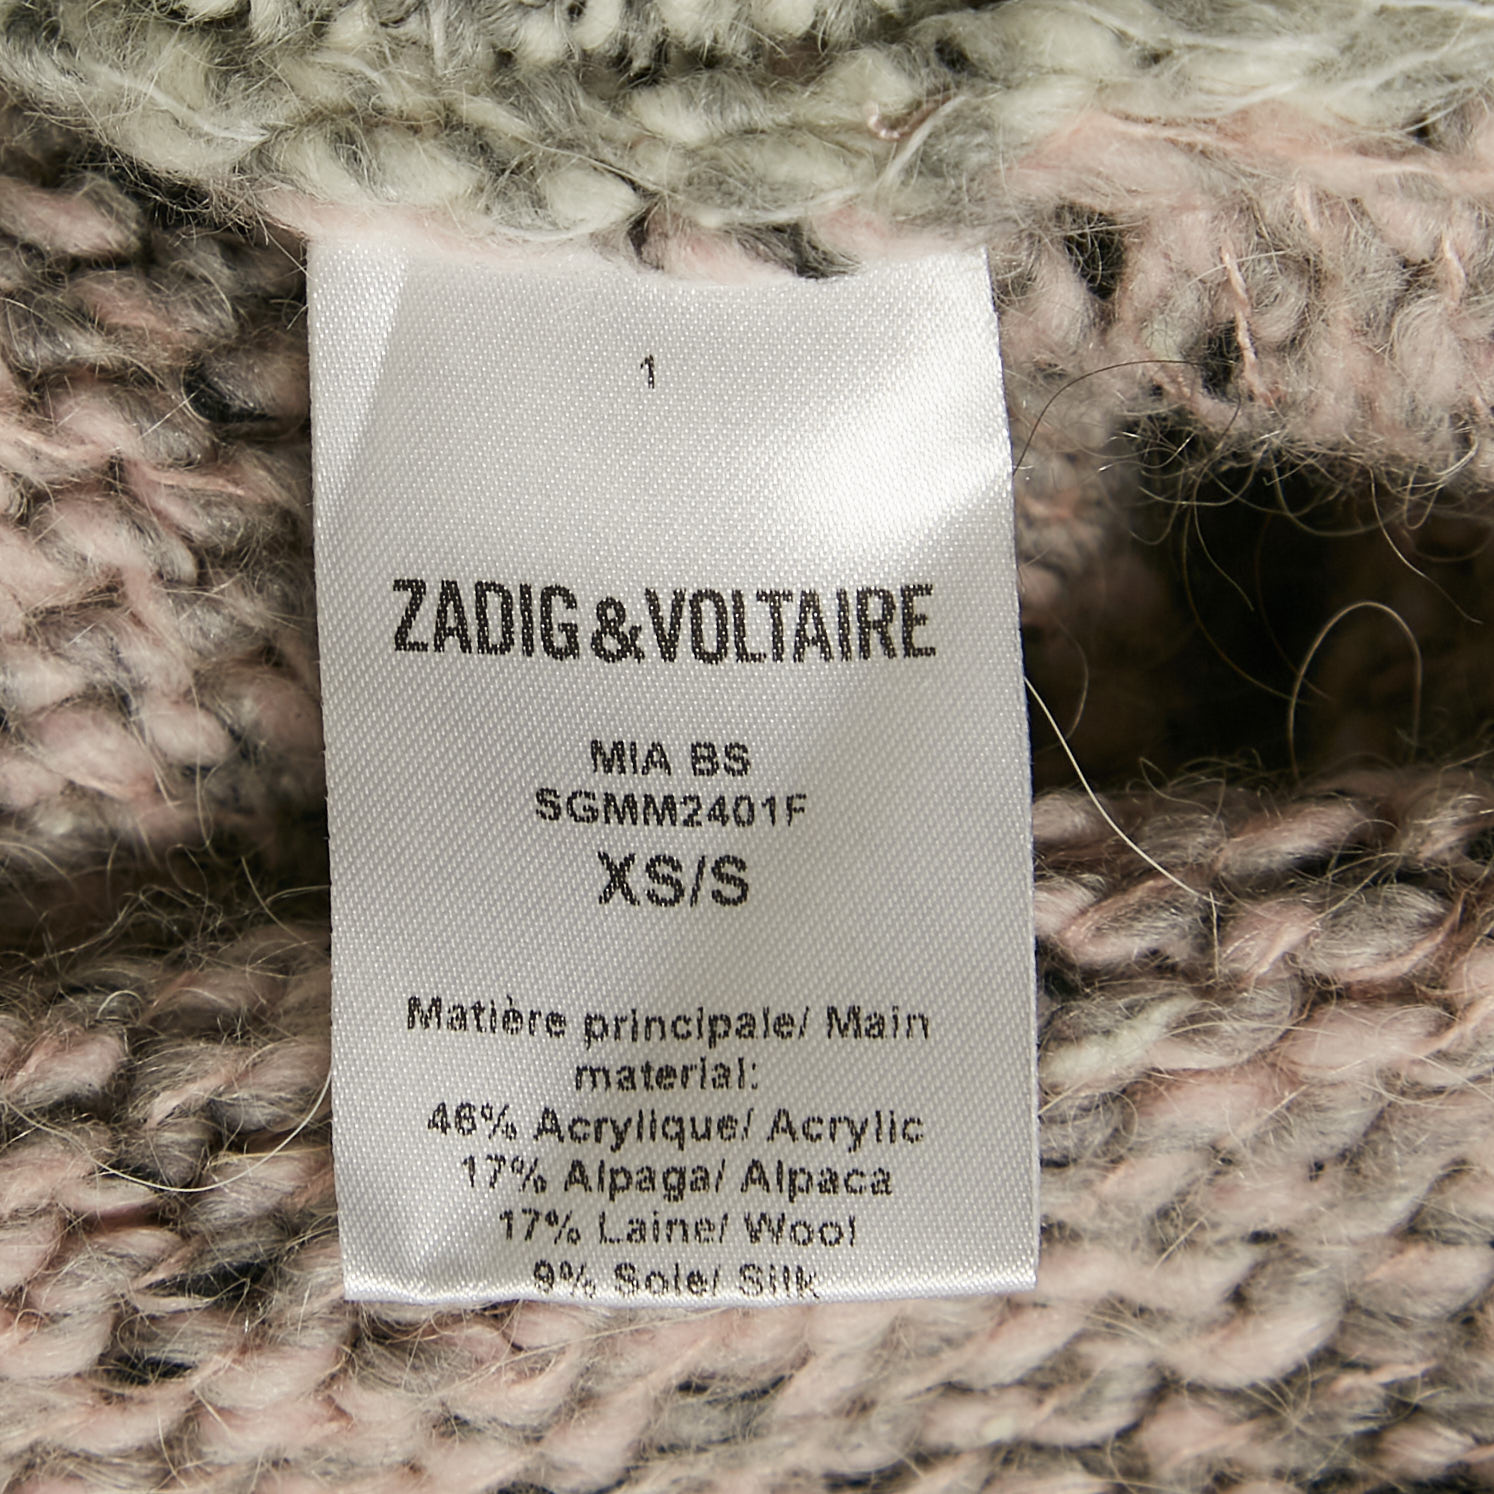 1
ZADIG&VOLTAIRE
MIA BS
SGMM2401F
XS/S
Matière principale/ Main
material:
46% Acrylique/ Acrylic
17% Alpaga/ Alpaca
17% Laine/ Wool
9% Soie/ Silk